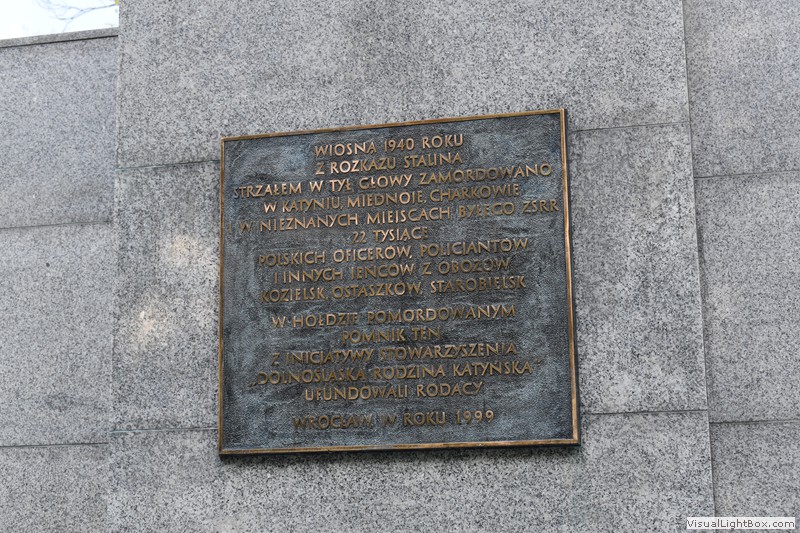 WIOSNĄ 1940 ROKU
Z ROZKAZU STALINA
STRZAŁEM W TYŁ GŁOWY ZAMORDOWANO
W KATYNIU, MIEDNOJE, CHARKOWIE
I W NIEZNANYCH MIEJSCACH BYŁEGO ZSRR
22 TYSIĄCE
POLSKICH OFICERÓW, POLICJANTÓW
I INNYCH JEŃCÓW Z OBOZÓW
KOZIELSK, OSTASZKÓW, STAROBIELSK
W HOŁDZIE POMORDOWANYM
POMNIK TEN
Z INICJATYWY STOWARZYSZENIA
„DOLNOŚLĄSKA RODZINA KATYŃSKA"
UFUNDOWALI RODACY
WROCŁAW W ROKU 1999
VisualLightBox.com